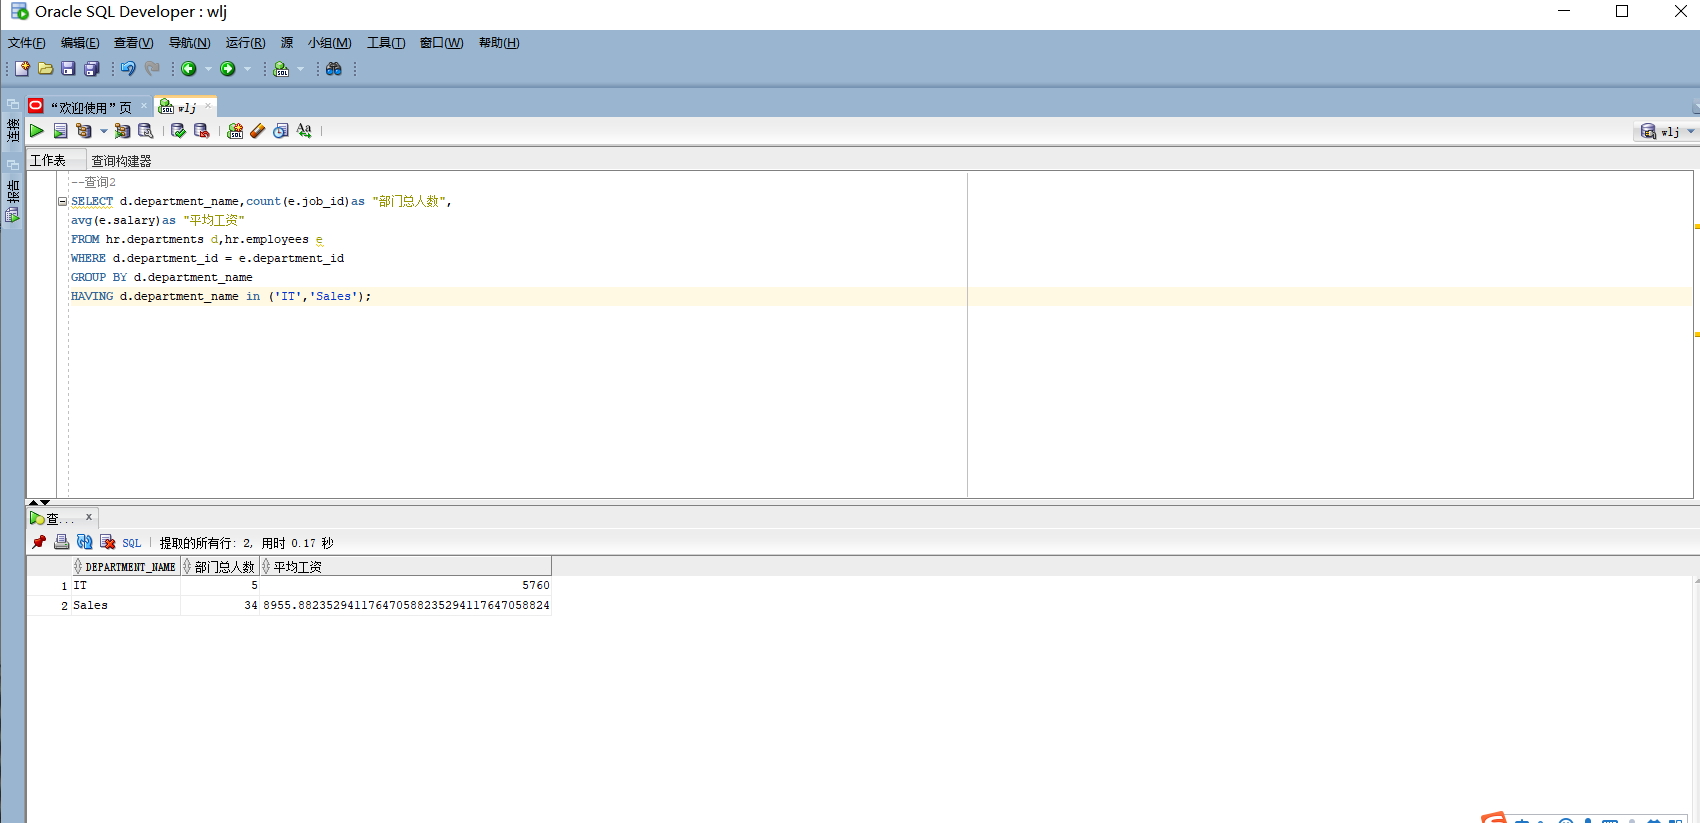 Oracle SQL Developer : wlj
文件(F) 编辑(E) 查看(V) 导航(N) 运行(R) 源 小组(M) 工具(T) 窗口(W) 帮助(H)
“欢迎使用”页 wlj
连接
报告
wlj
工作表 查询构建器
--查询2
SELECT d.department_name,count(e.job_id)as "部门总人数",
avg(e.salary)as "平均工资"
FROM hr.departments d,hr.employees e
WHERE d.department_id = e.department_id
GROUP BY d.department_name
HAVING d.department_name in ('IT','Sales');
查... x
SQL 提取的所有行: 2, 用时 0.17 秒
DEPARTMENT_NAME 部门总人数 平均工资
1 IT 5 5760
2 Sales 34 8955.88235294117647058823529411764705882​4